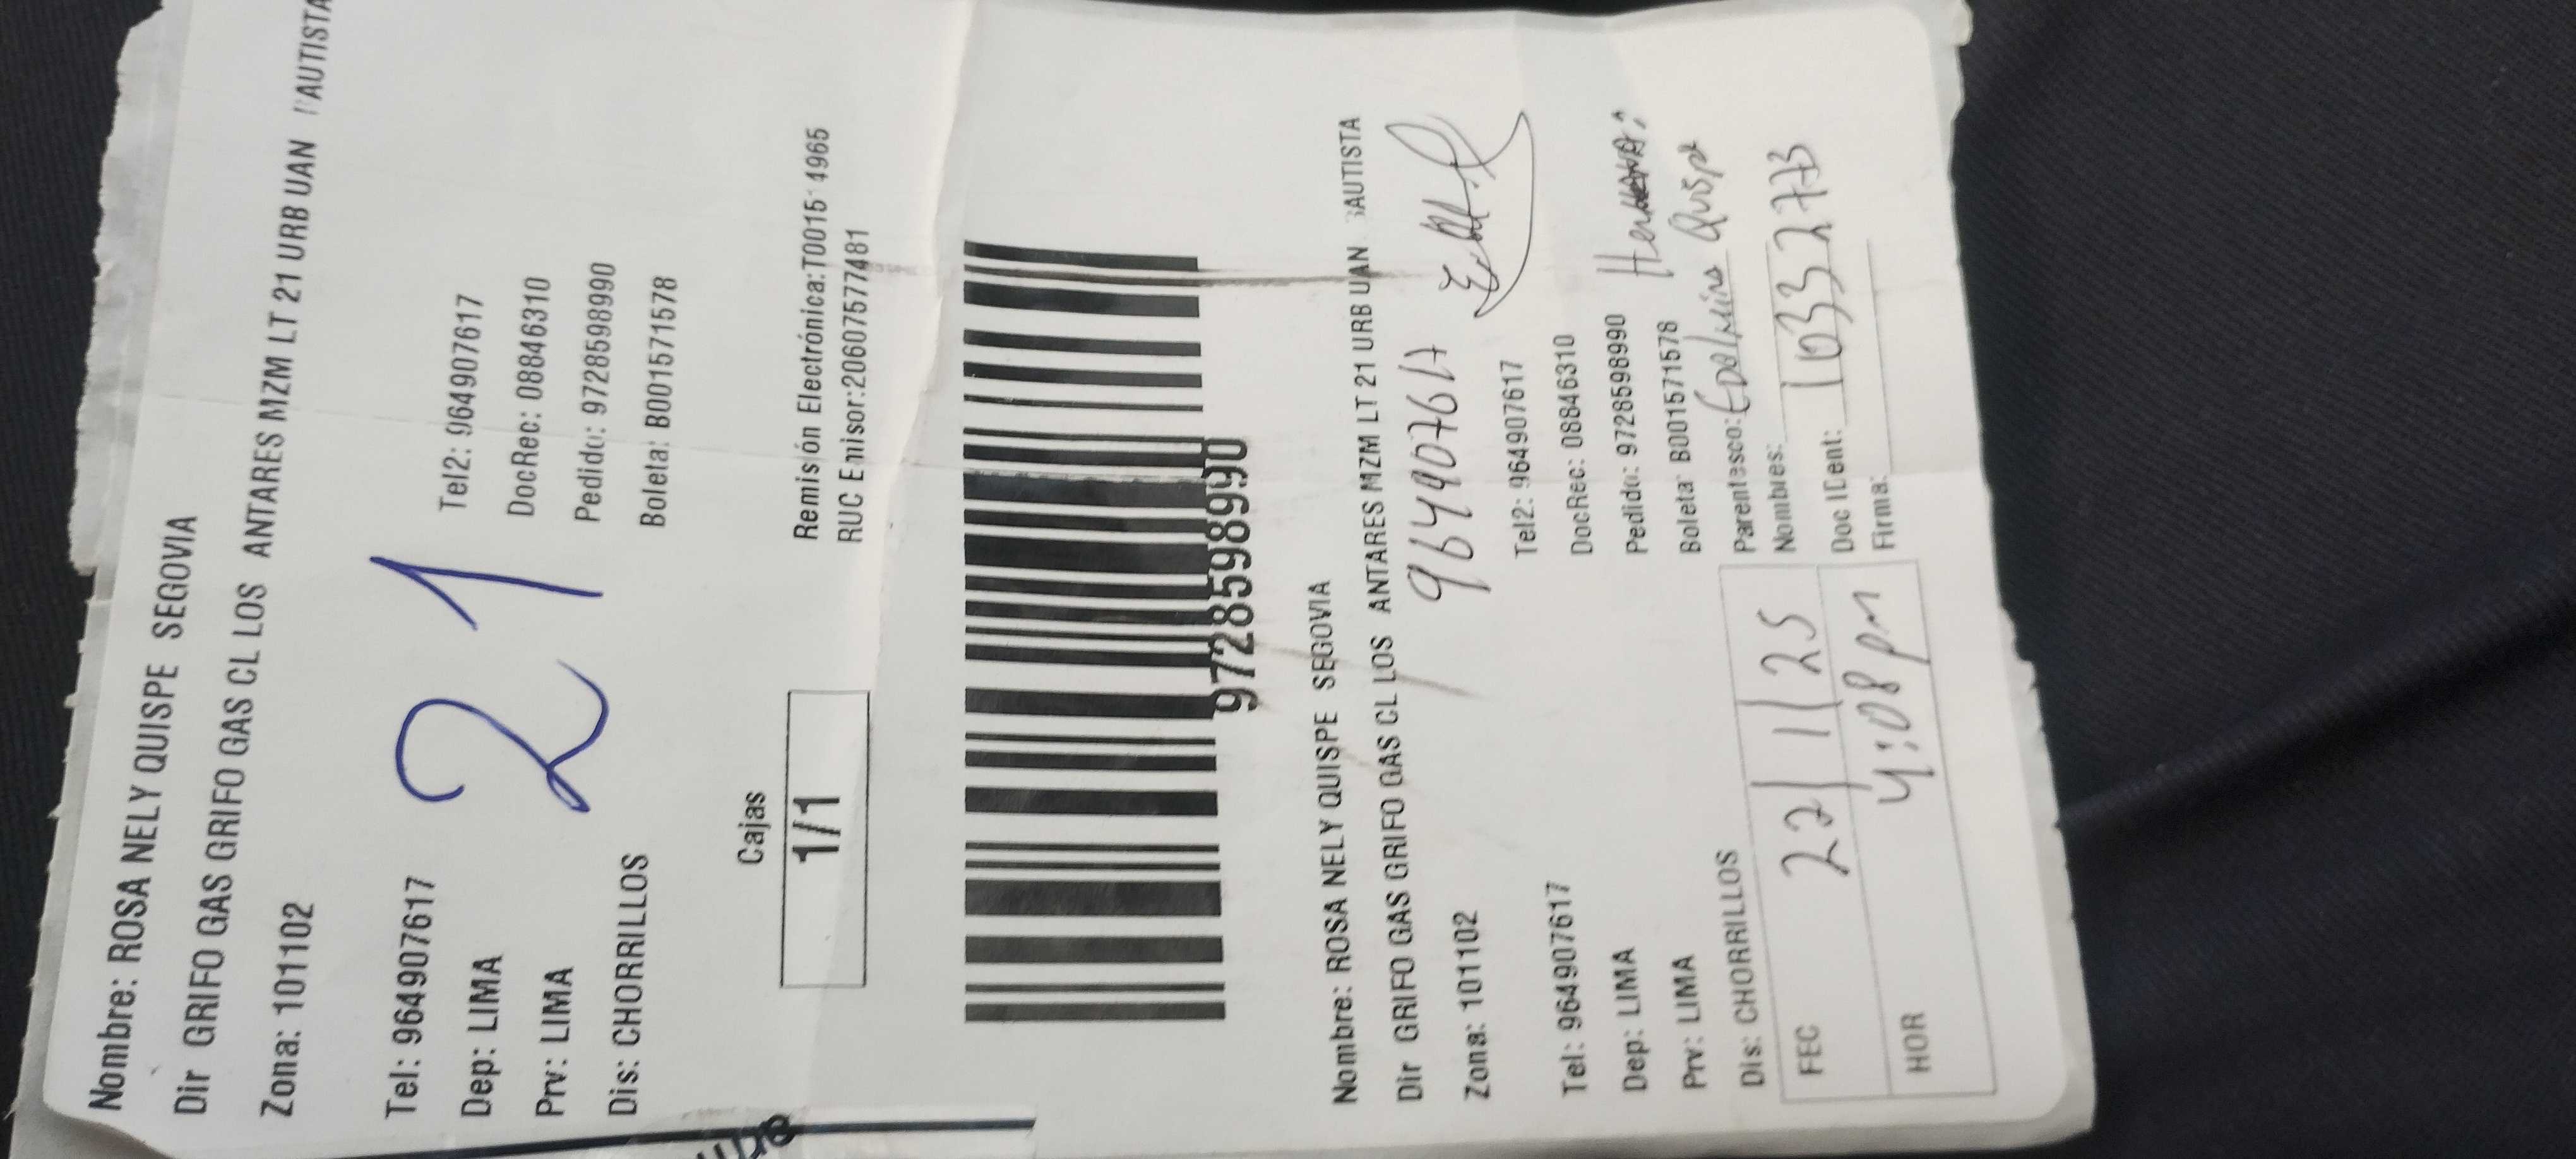 Nombre: ROSA NELY QUISPE SEGOVIA
Dir GRIFO GAS GRIFO GAS CL LOS ANTARES MZM LT 21 URB UAN AUTISTA
Zona: 101102
Tel: 964907617
Tel2: 964907617
21
Dep: LIMA
DocRec: 08846310
Prv: LIMA
Pedido: 9728598990
Dis: CHORRILLOS
Boleta: B001571578
Cajas
1/1
Remisión Electrónica:T0015 4965
RUC Emisor:20607577481
9728598990
Nombre: ROSA NELY QUISPE SEGOVIA
Dir GRIFO GAS GRIFO GAS CL LOS ANTARES MZM LT 21 URB UAN AUTISTA
Zona: 101102
964907617
Tel: 964907617
Tel2: 964907617
Dep: LIMA
DocRec: 08846310
Prv: LIMA
Pedido: 9728598990
Dis: CHORRILLOS
Boleta B001571578
Parentesco:
Nombres: Quispe
Doc IDent: 10332773
Firma:
FEC 22 | 1 | 25
HOR 4:08 pm